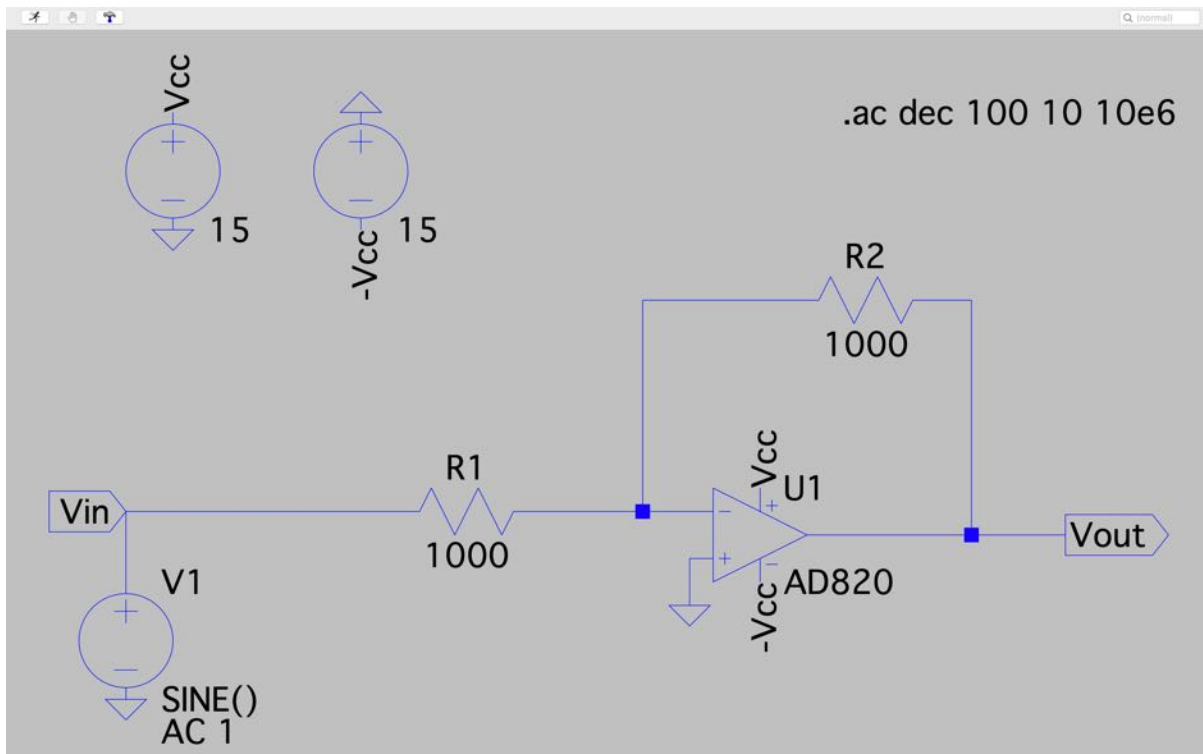 (normal)
Vcc
15
-Vcc
15
.ac dec 100 10 10e6
R2
1000
R1
1000
Vin
V1
SINE()
AC 1
Vcc
U1
AD820
-Vcc
Vout